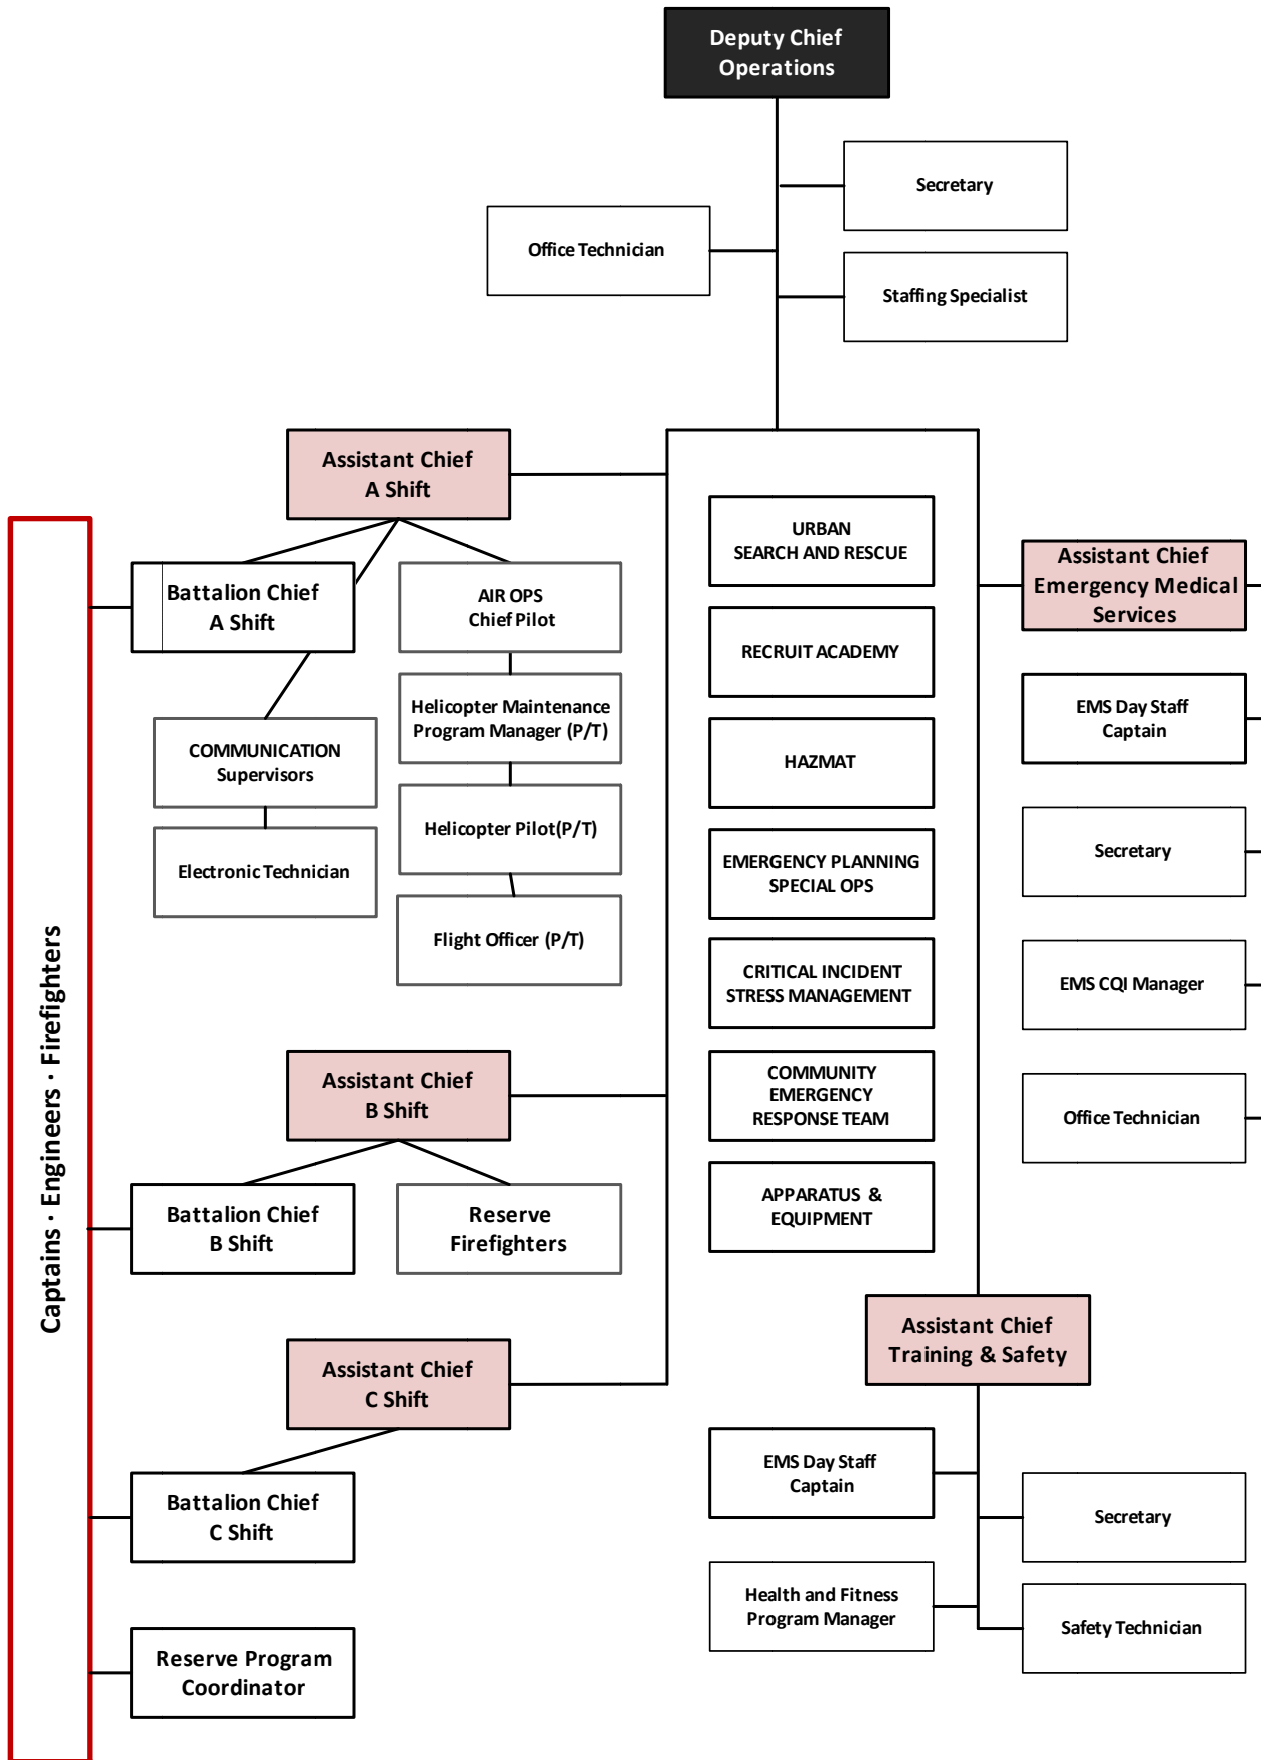 Deputy Chief
Operations
Secretary
Office Technician
Staffing Specialist
Assistant Chief
A Shift
Battalion Chief
A Shift
AIR OPS
Chief Pilot
Helicopter Maintenance
Program Manager (P/T)
COMMUNICATION
Supervisors
Helicopter Pilot(P/T)
Electronic Technician
Flight Officer (P/T)
URBAN
SEARCH AND RESCUE
RECRUIT ACADEMY
HAZMAT
EMERGENCY PLANNING
SPECIAL OPS
CRITICAL INCIDENT
STRESS MANAGEMENT
COMMUNITY
EMERGENCY
RESPONSE TEAM
APPARATUS &
EQUIPMENT
Assistant Chief
Emergency Medical
Services
EMS Day Staff
Captain
Secretary
EMS CQI Manager
Office Technician
Captains · Engineers · Firefighters
Assistant Chief
B Shift
Battalion Chief
B Shift
Reserve
Firefighters
Assistant Chief
C Shift
Battalion Chief
C Shift
Reserve Program
Coordinator
Assistant Chief
Training & Safety
EMS Day Staff
Captain
Secretary
Health and Fitness
Program Manager
Safety Technician